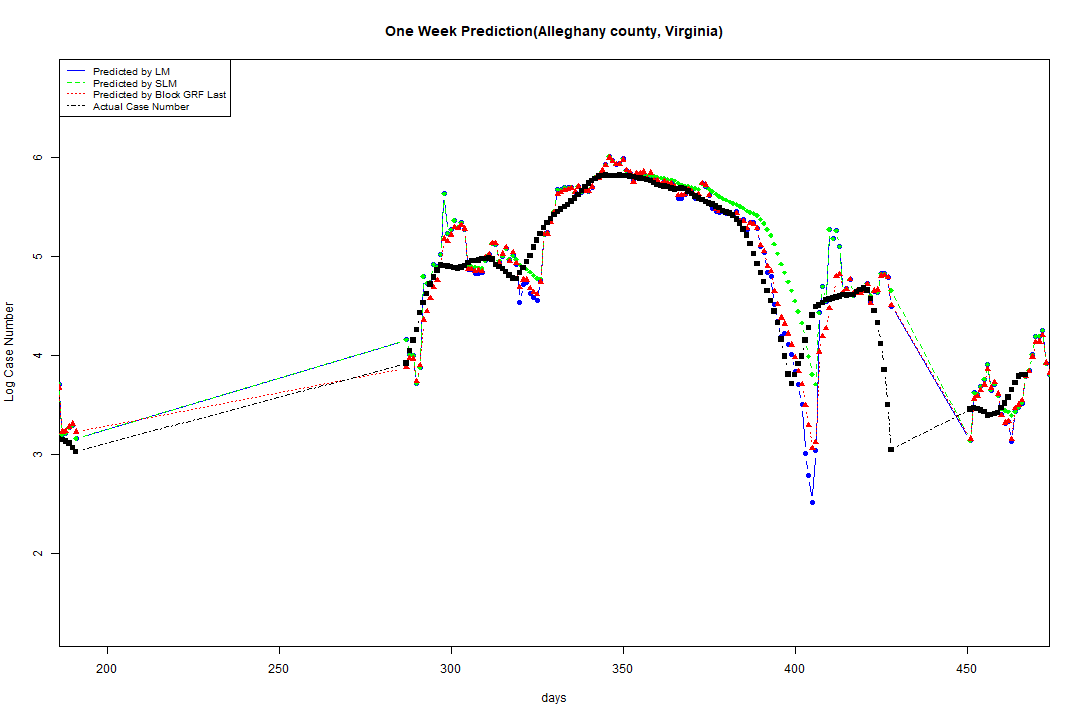 One Week Prediction(Alleghany county, Virginia)
Predicted by LM
Predicted by SLM
Predicted by Block GRF Last
Actual Case Number
6
5
4
3
2
Log Case Number
200 250 300 350 400 450
days